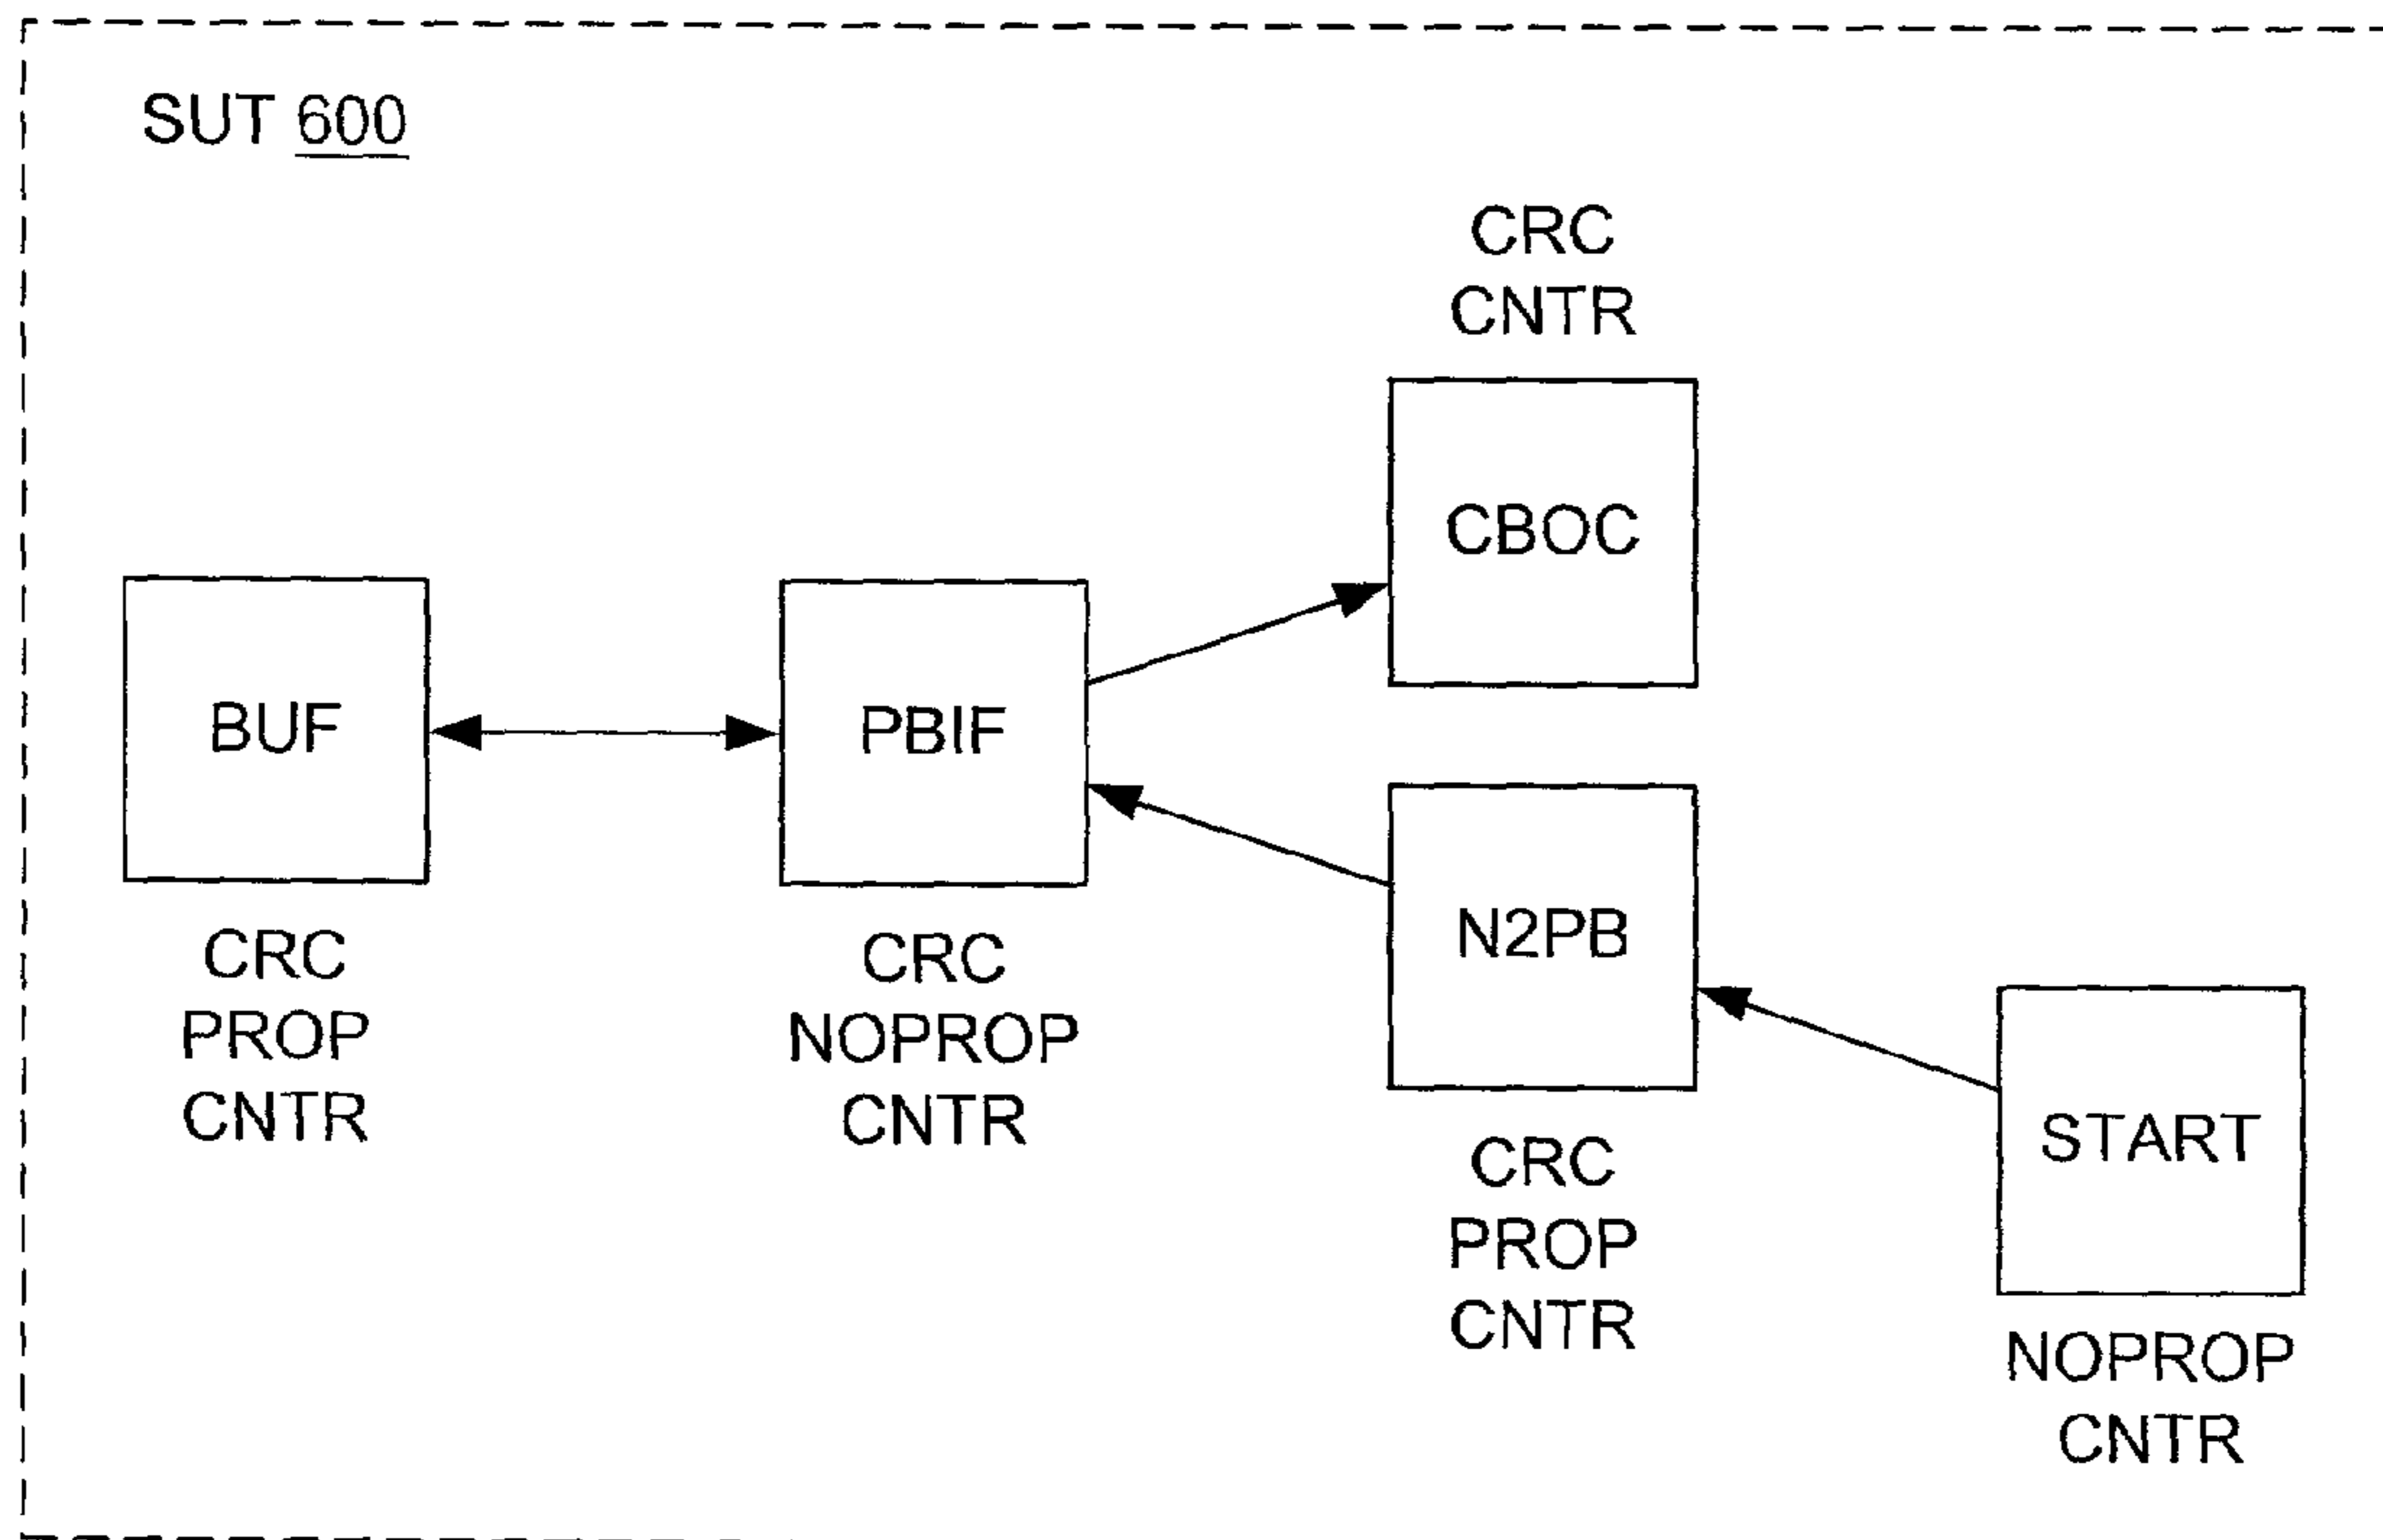 SUT 600
CRC
CNTR
CBOC
BUF
CRC
PROP
CNTR
PBIF
CRC
NOPROP
CNTR
N2PB
CRC
PROP
CNTR
START
NOPROP
CNTR